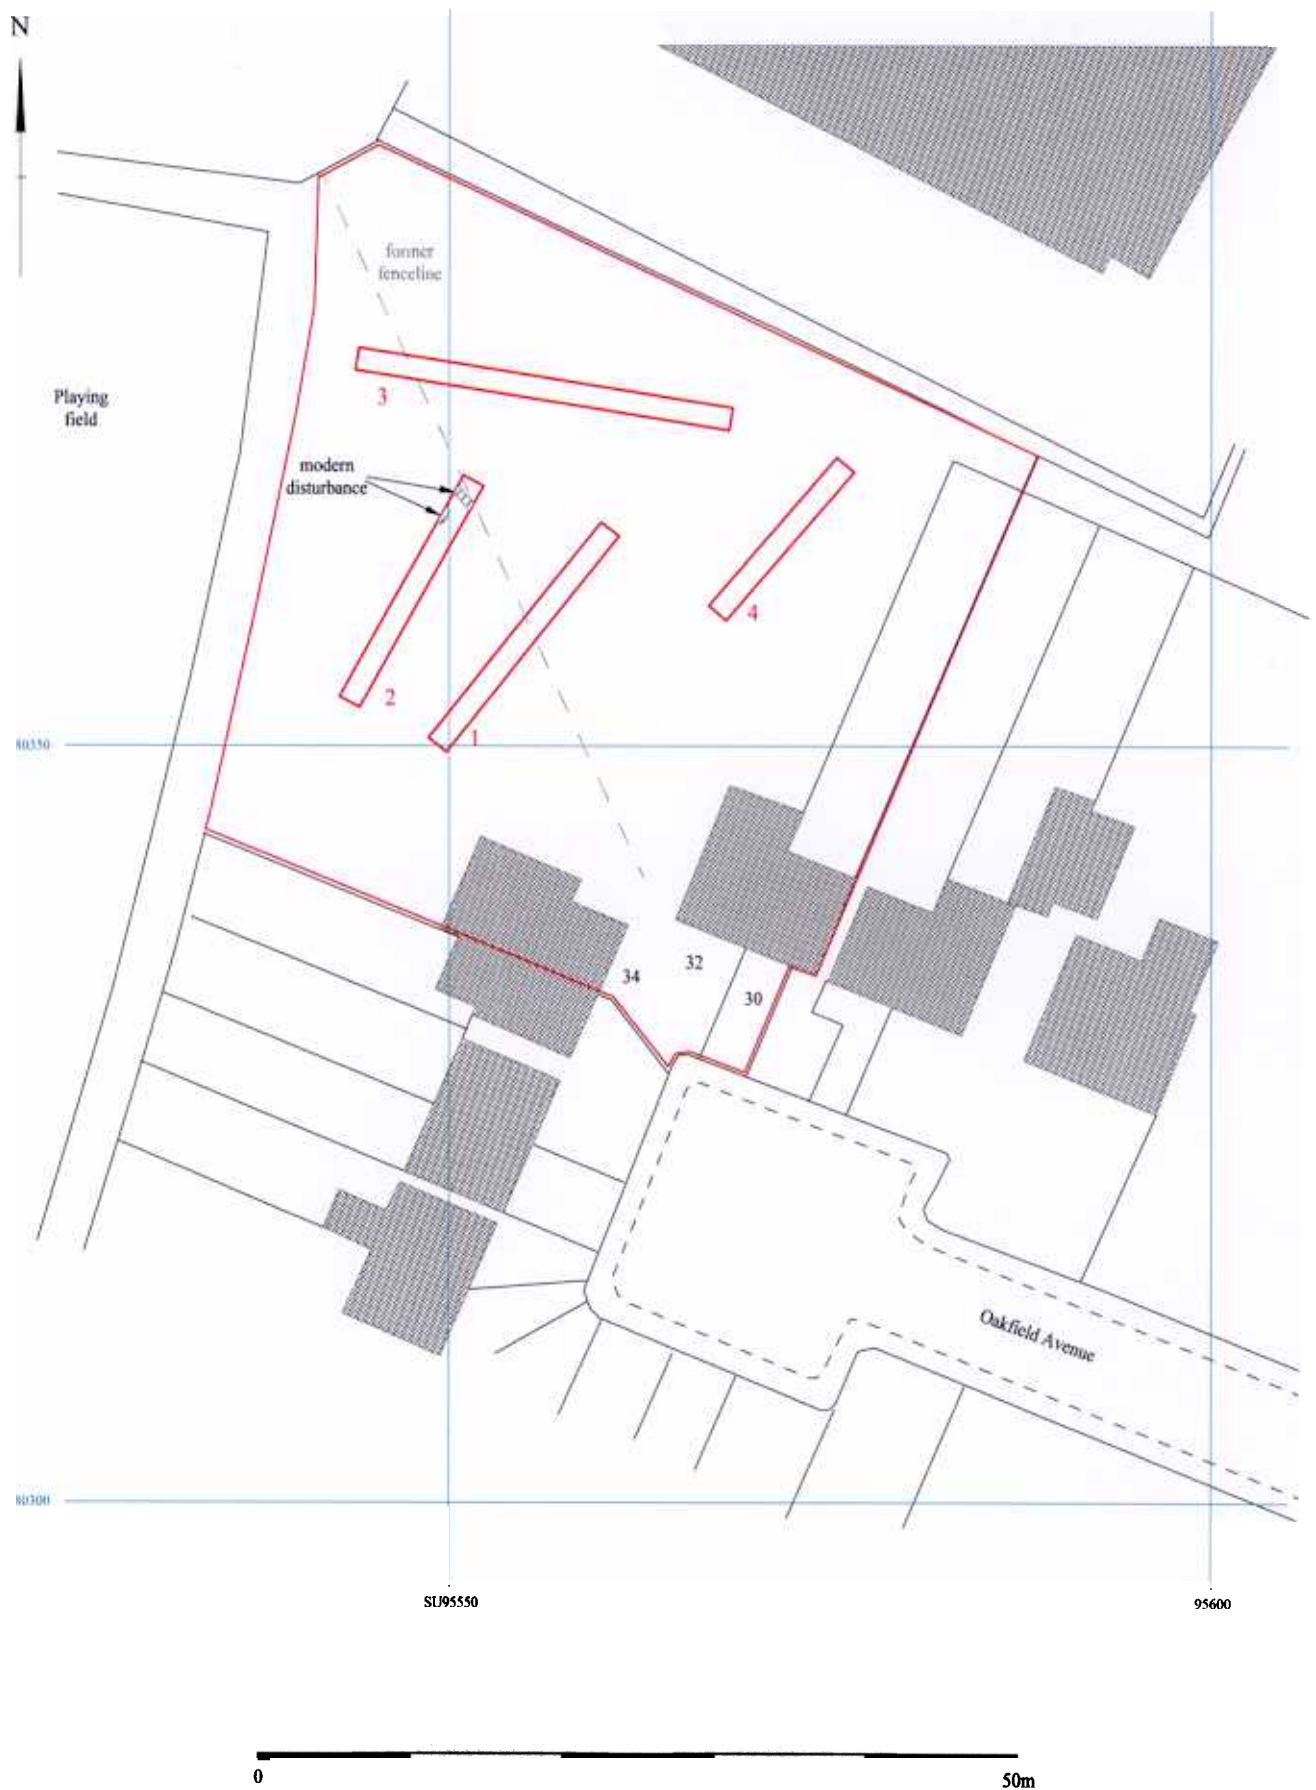 N
former
fenceline
Playing
field
3
modern
disturbance
4
2
1
80350
34
32
30
Oakfield Avenue
80300
SU95550
95600
0
50m